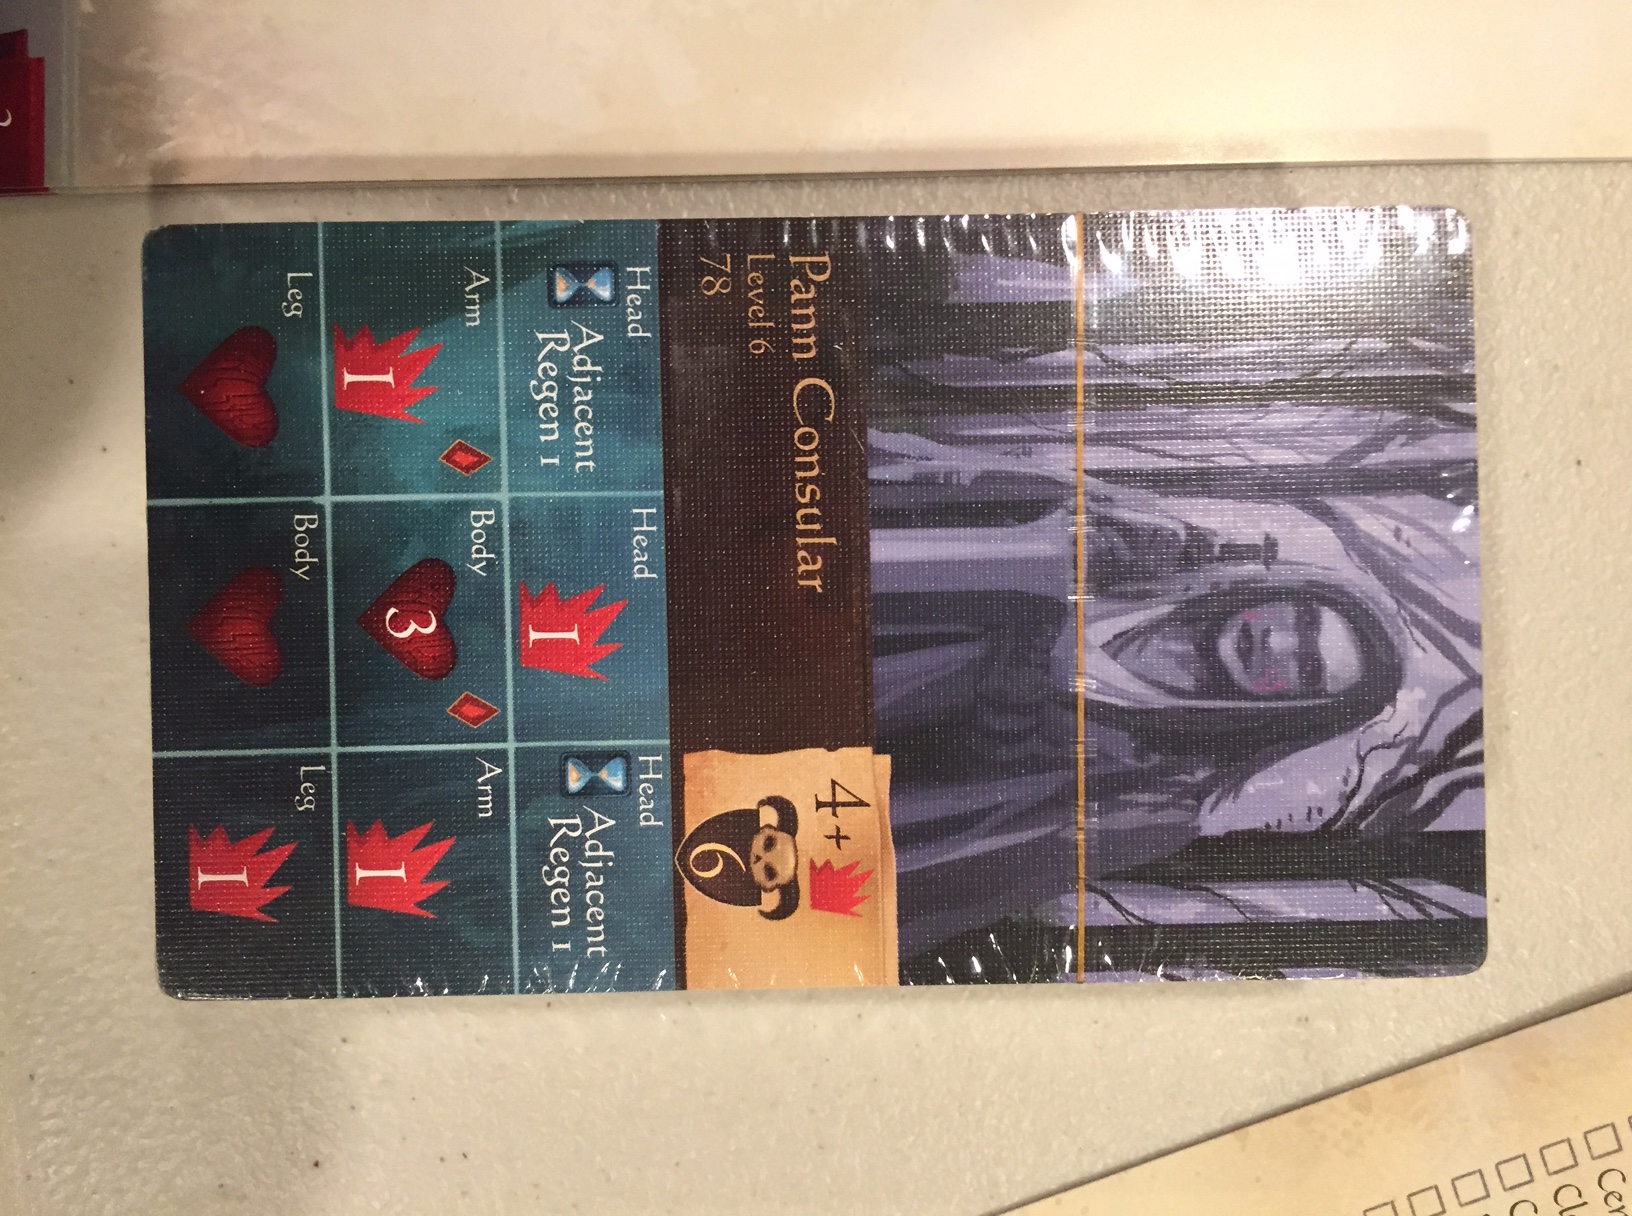 Pann Consular
Level 6
78
4+
6
Head
Adjacent
Regen 1
Head
1
Head
Adjacent
Regen 1
Arm
1
Body
3
Arm
1
Leg
Body
Leg
1